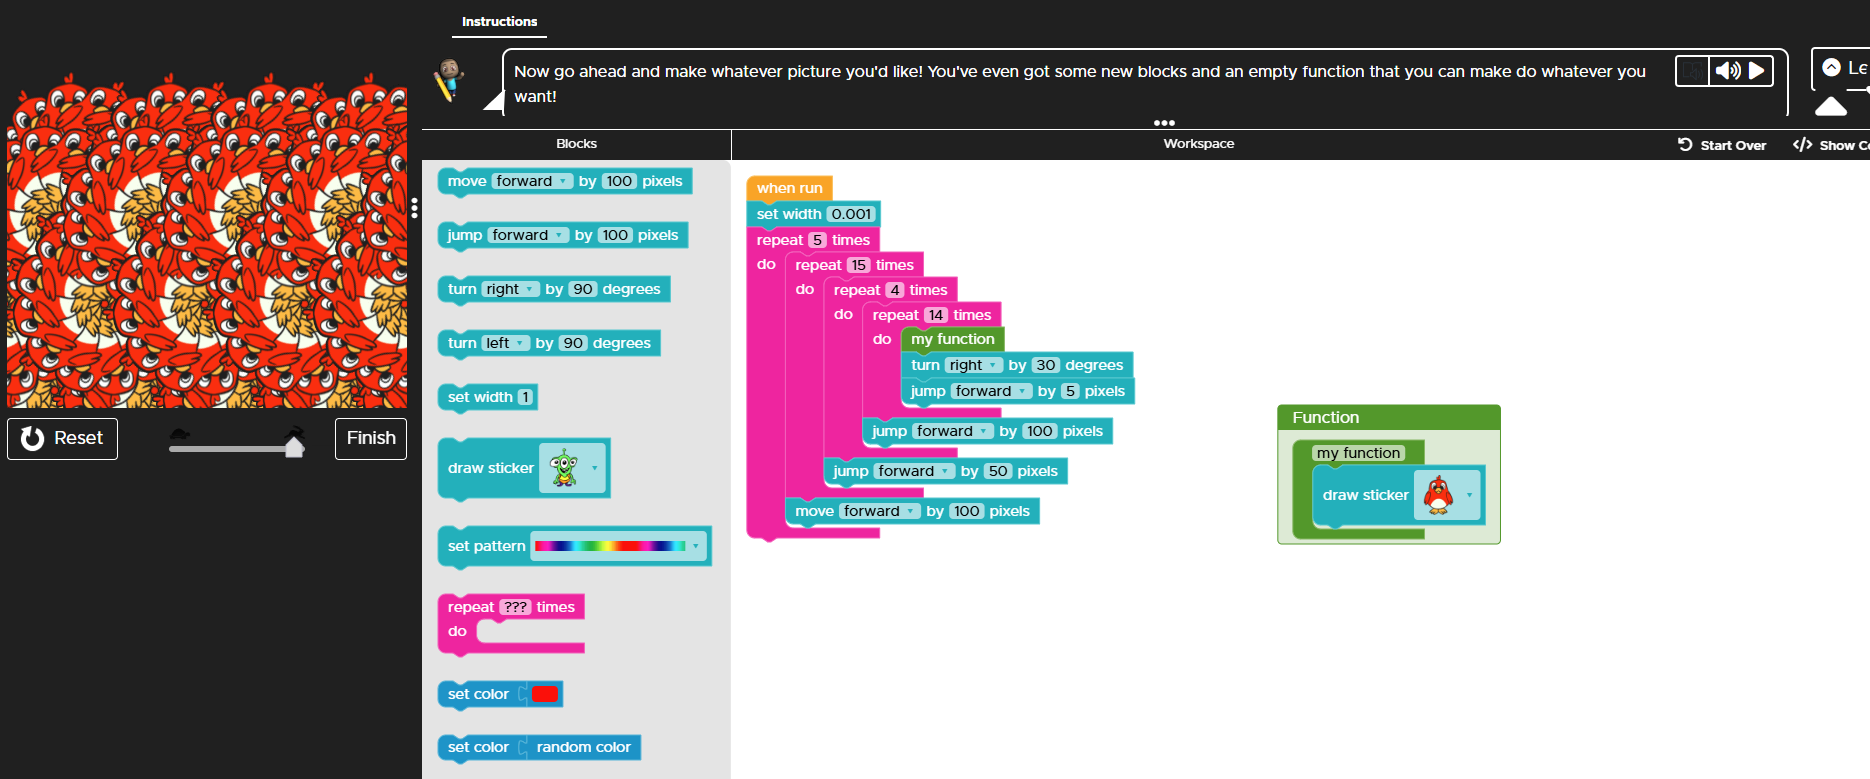 Instructions
Now go ahead and make whatever picture you'd like! You've even got some new blocks and an empty function that you can make do whatever you
want!
Blocks
Workspace
Start Over
</> Show
move forward by 100 pixels
jump forward by 100 pixels
turn right by 90 degrees
turn left by 90 degrees
set width 1
draw sticker
set pattern
repeat ??? times
do
set color
set color random color
when run
set width 0.001
repeat 5 times
do repeat 15 times
do repeat 4 times
do repeat 14 times
do my function
turn right by 30 degrees
jump forward by 5 pixels
jump forward by 100 pixels
jump forward by 50 pixels
move forward by 100 pixels
Function
my function
draw sticker
Reset
Finish